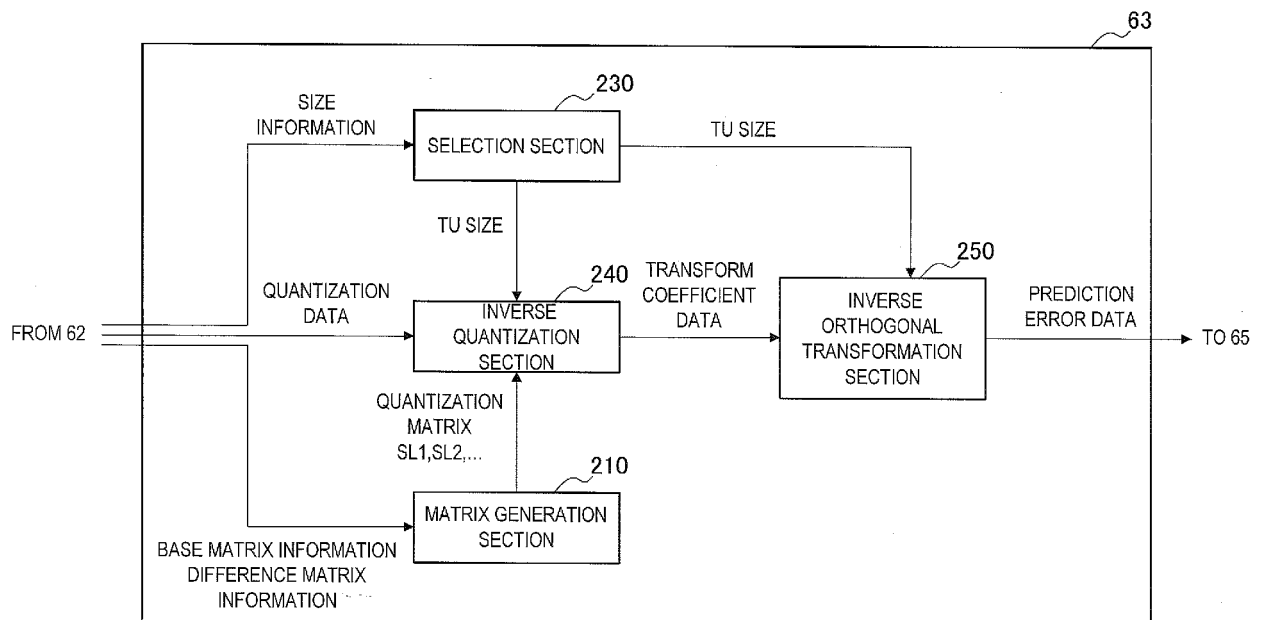 63
230
SIZE
INFORMATION
SELECTION SECTION
TU SIZE
TU SIZE
240
250
QUANTIZATION
DATA
INVERSE
QUANTIZATION
SECTION
TRANSFORM
COEFFICIENT
DATA
INVERSE
ORTHOGONAL
TRANSFORMATION
SECTION
PREDICTION
ERROR DATA
FROM 62
TO 65
QUANTIZATION
MATRIX
SL1,SL2,...
210
MATRIX GENERATION
SECTION
BASE MATRIX INFORMATION
DIFFERENCE MATRIX
INFORMATION